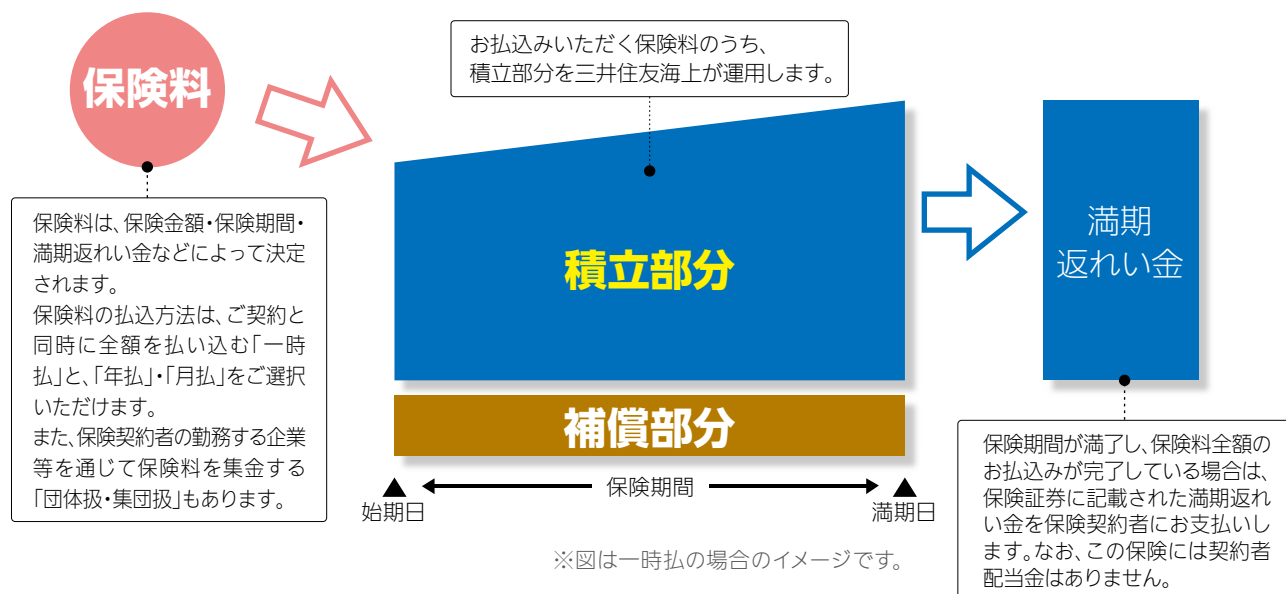 保険料
お払込みいただく保険料のうち、
積立部分を三井住友海上が運用します。
保険料は、保険金額・保険期間・
満期返れい金などによって決定
されます。
保険料の払込方法は、ご契約と
同時に全額を払い込む「一時
払」と、「年払」・「月払」をご選択
いただけます。
また、保険契約者の勤務する企業
等を通じて保険料を集金する
「団体扱・集団扱」もあります。
積立部分
補償部分
始期日
保険期間
満期日
※図は一時払の場合のイメージです。
満期
返れい金
保険期間が満了し、保険料全額の
お払込みが完了している場合は、
保険証券に記載された満期返れ
い金を保険契約者にお支払いし
ます。なお、この保険には契約者
配当金はありません。